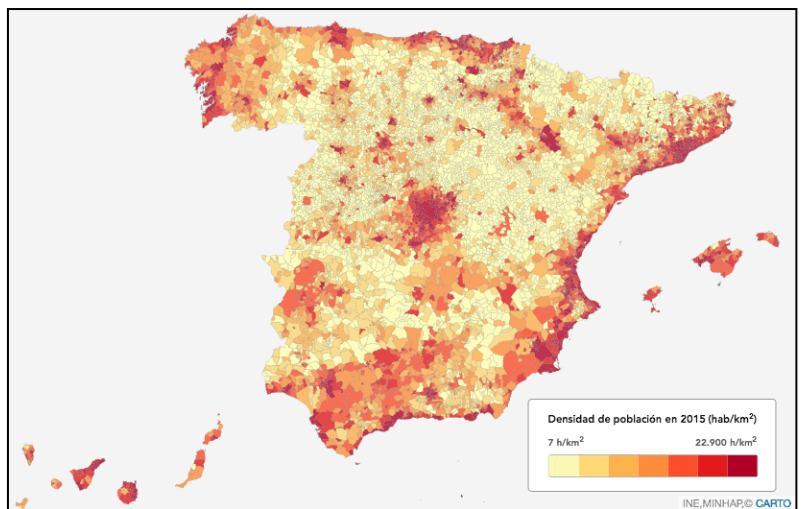 Densidad de población en 2015 (hab/km²)
7 h/km² 22.900 h/km²
INE,MINHAP,© CARTO